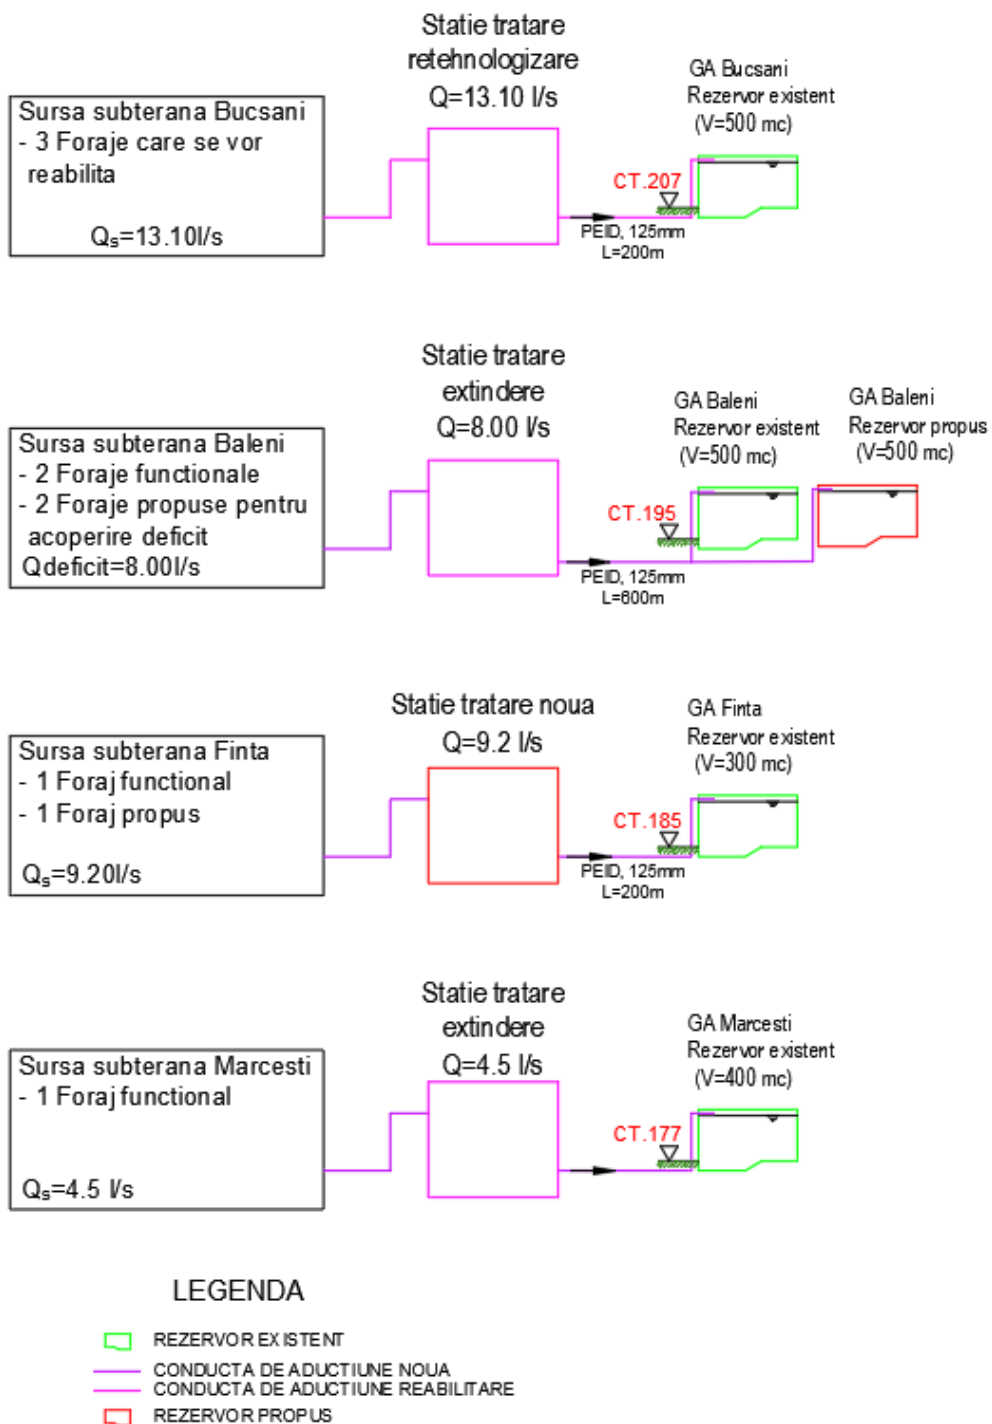 Statie tratare
retehnologizare
Q=13.10 l/s
GA Bucsani
Rezervor existent
(V=500 mc)
Sursa subterana Bucsani
- 3 Foraje care se vor
reabilita
Qs=13.10l/s
CT.207
PEID, 125mm
L=200m
Statie tratare
extindere
Q=8.00 l/s
GA Baleni
Rezervor existent
(V=500 mc)
GA Baleni
Rezervor propus
(V=500 mc)
Sursa subterana Baleni
- 2 Foraje functionale
- 2 Foraje propuse pentru
acoperire deficit
Qdeficit=8.00l/s
CT.195
PEID, 125mm
L=600m
Statie tratare noua
Q=9.2 l/s
GA Finta
Rezervor existent
(V=300 mc)
Sursa subterana Finta
- 1 Foraj functional
- 1 Foraj propus
Qs=9.20l/s
CT.185
PEID, 125mm
L=200m
Statie tratare
extindere
Q=4.5 l/s
GA Marcesti
Rezervor existent
(V=400 mc)
Sursa subterana Marcesti
- 1 Foraj functional
Qs=4.5 l/s
CT.177
LEGENDA
REZERVOR EXISTENT
CONDUCTA DE ADUCTIUNE NOUA
CONDUCTA DE ADUCTIUNE REABILITARE
REZERVOR PROPUS